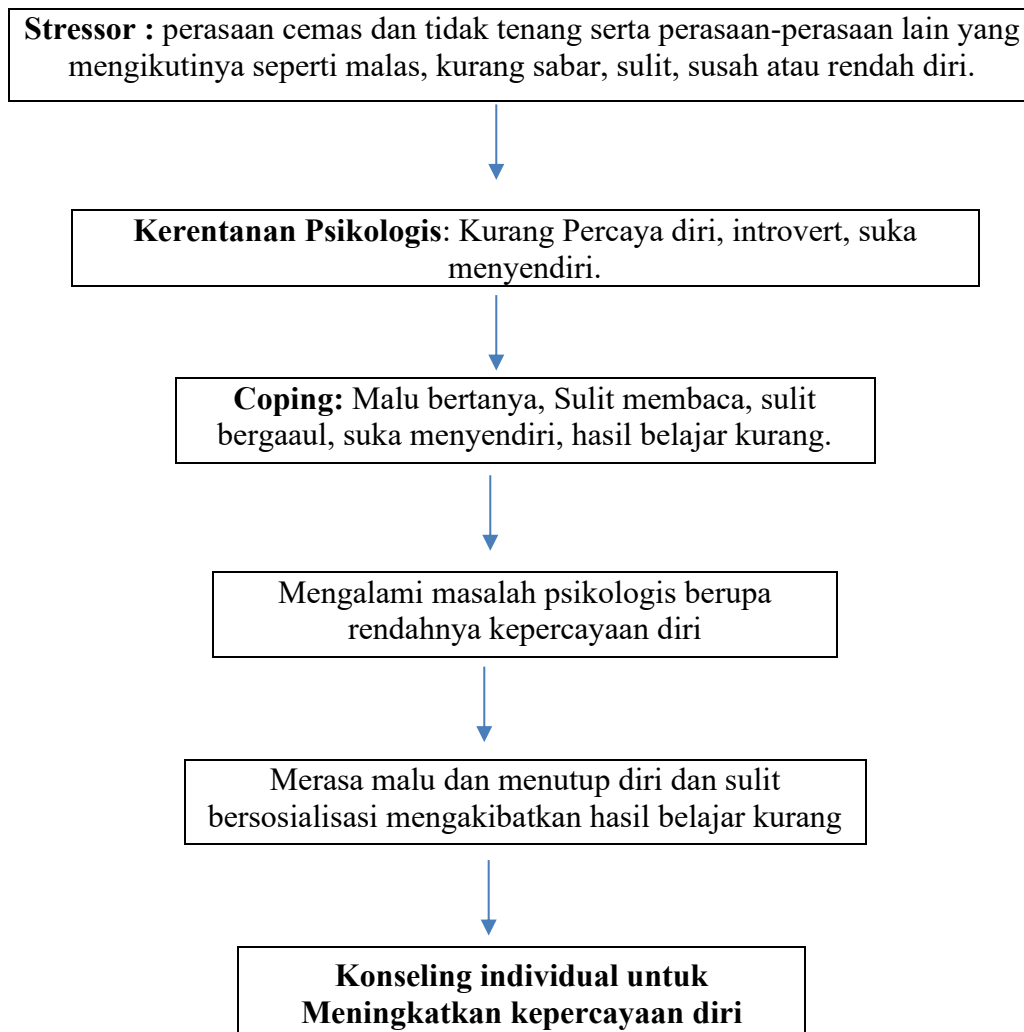 Stressor : perasaan cemas dan tidak tenang serta perasaan-perasaan lain yang
mengikutinya seperti malas, kurang sabar, sulit, susah atau rendah diri.
Kerentanan Psikologis: Kurang Percaya diri, introvert, suka
menyendiri.
Coping: Malu bertanya, Sulit membaca, sulit
bergaaul, suka menyendiri, hasil belajar kurang.
Mengalami masalah psikologis berupa
rendahnya kepercayaan diri
Merasa malu dan menutup diri dan sulit
bersosialisasi mengakibatkan hasil belajar kurang
Konseling individual untuk
Meningkatkan kepercayaan diri